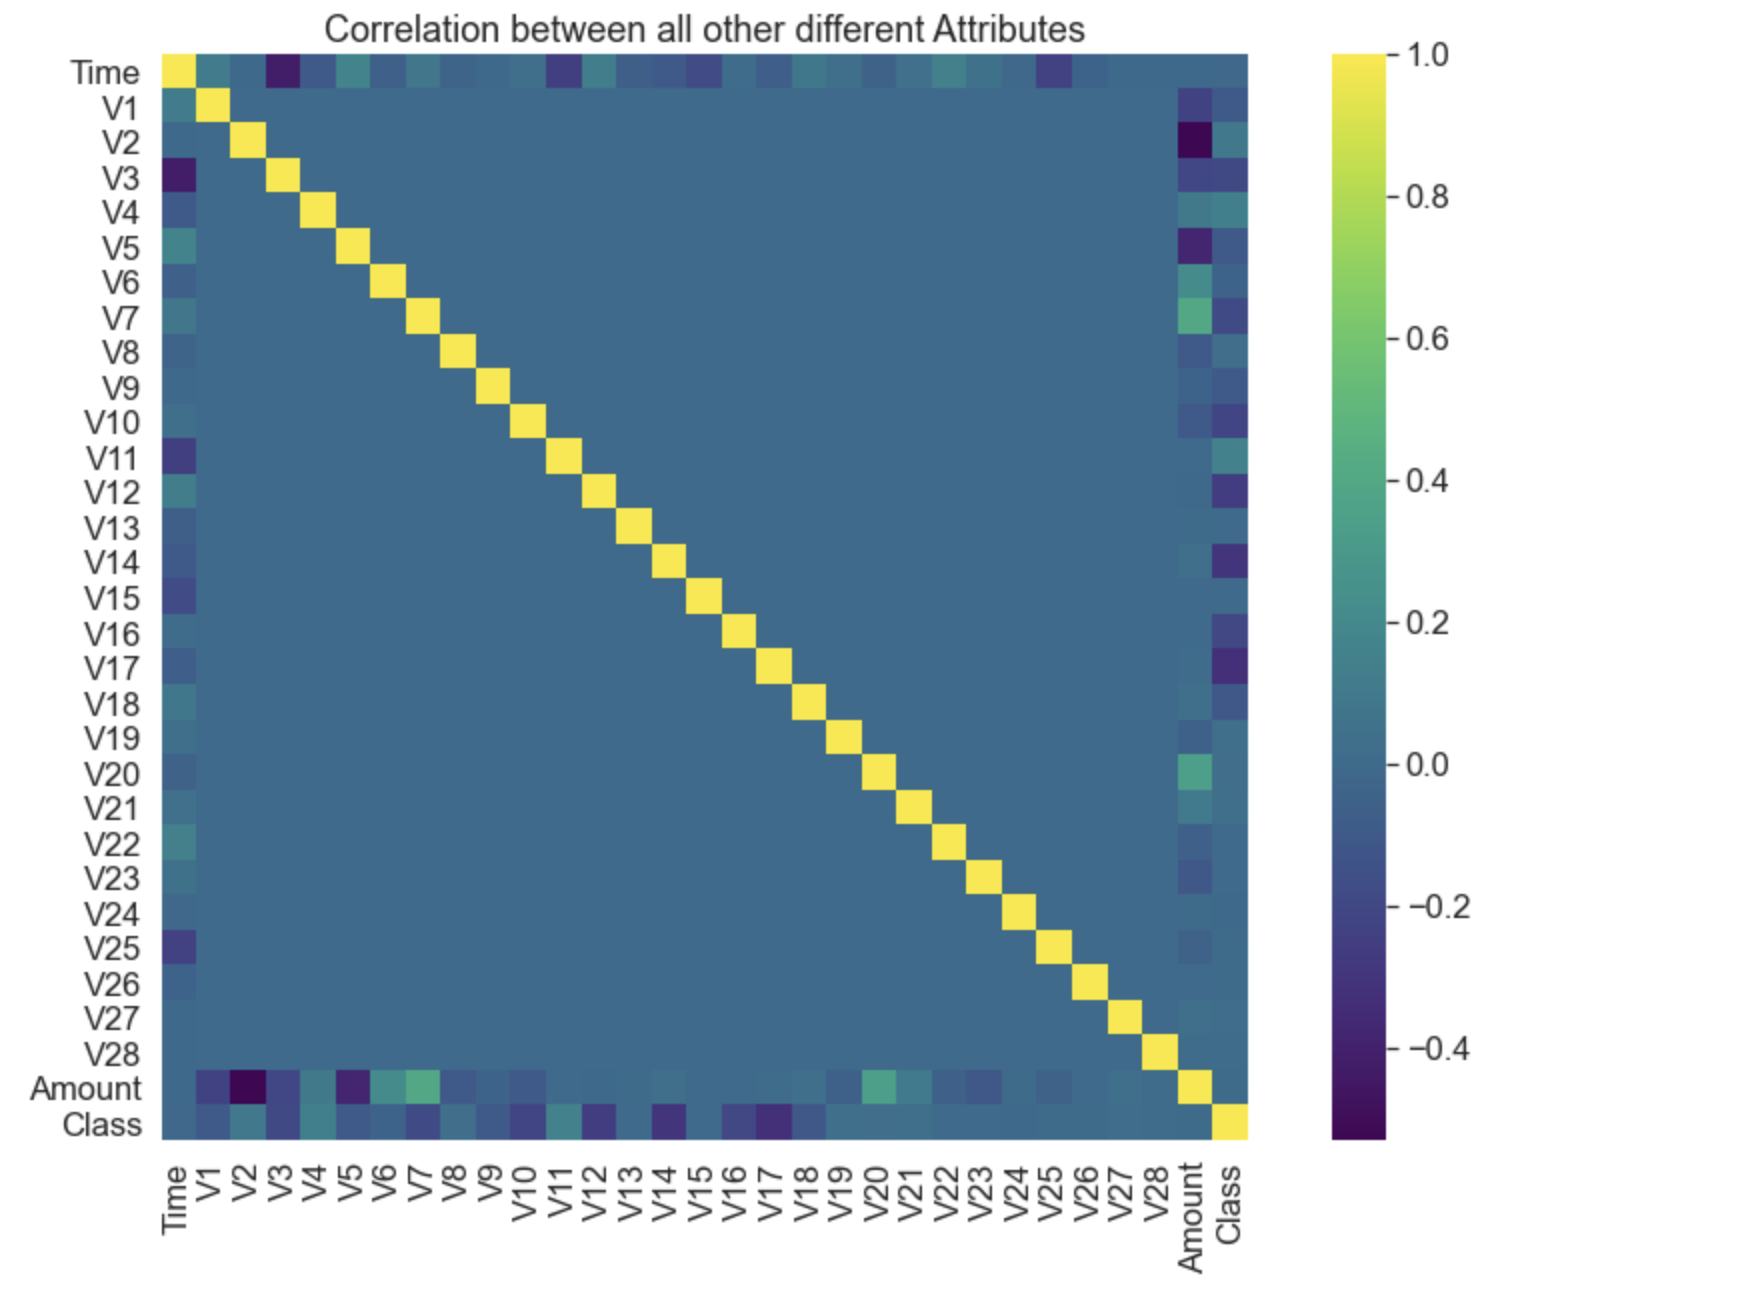 Correlation between all other different Attributes
Time
V1
V2
V3
V4
V5
V6
V7
V8
V9
V10
V11
V12
V13
V14
V15
V16
V17
V18
V19
V20
V21
V22
V23
V24
V25
V26
V27
V28
Amount
Class
Time
V1
V2
V3
V4
V5
V6
V7
V8
V9
V10
V11
V12
V13
V14
V15
V16
V17
V18
V19
V20
V21
V22
V23
V24
V25
V26
V27
V28
Amount
Class
1.0
0.8
0.6
0.4
0.2
0.0
−0.2
−0.4